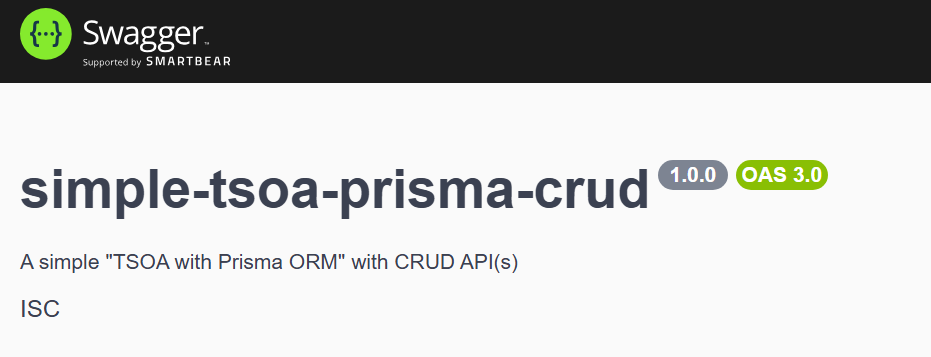 {···} Swagger™
Supported by SMARTBEAR
simple-tsoa-prisma-crud 1.0.0 OAS 3.0
A simple "TSOA with Prisma ORM" with CRUD API(s)
ISC